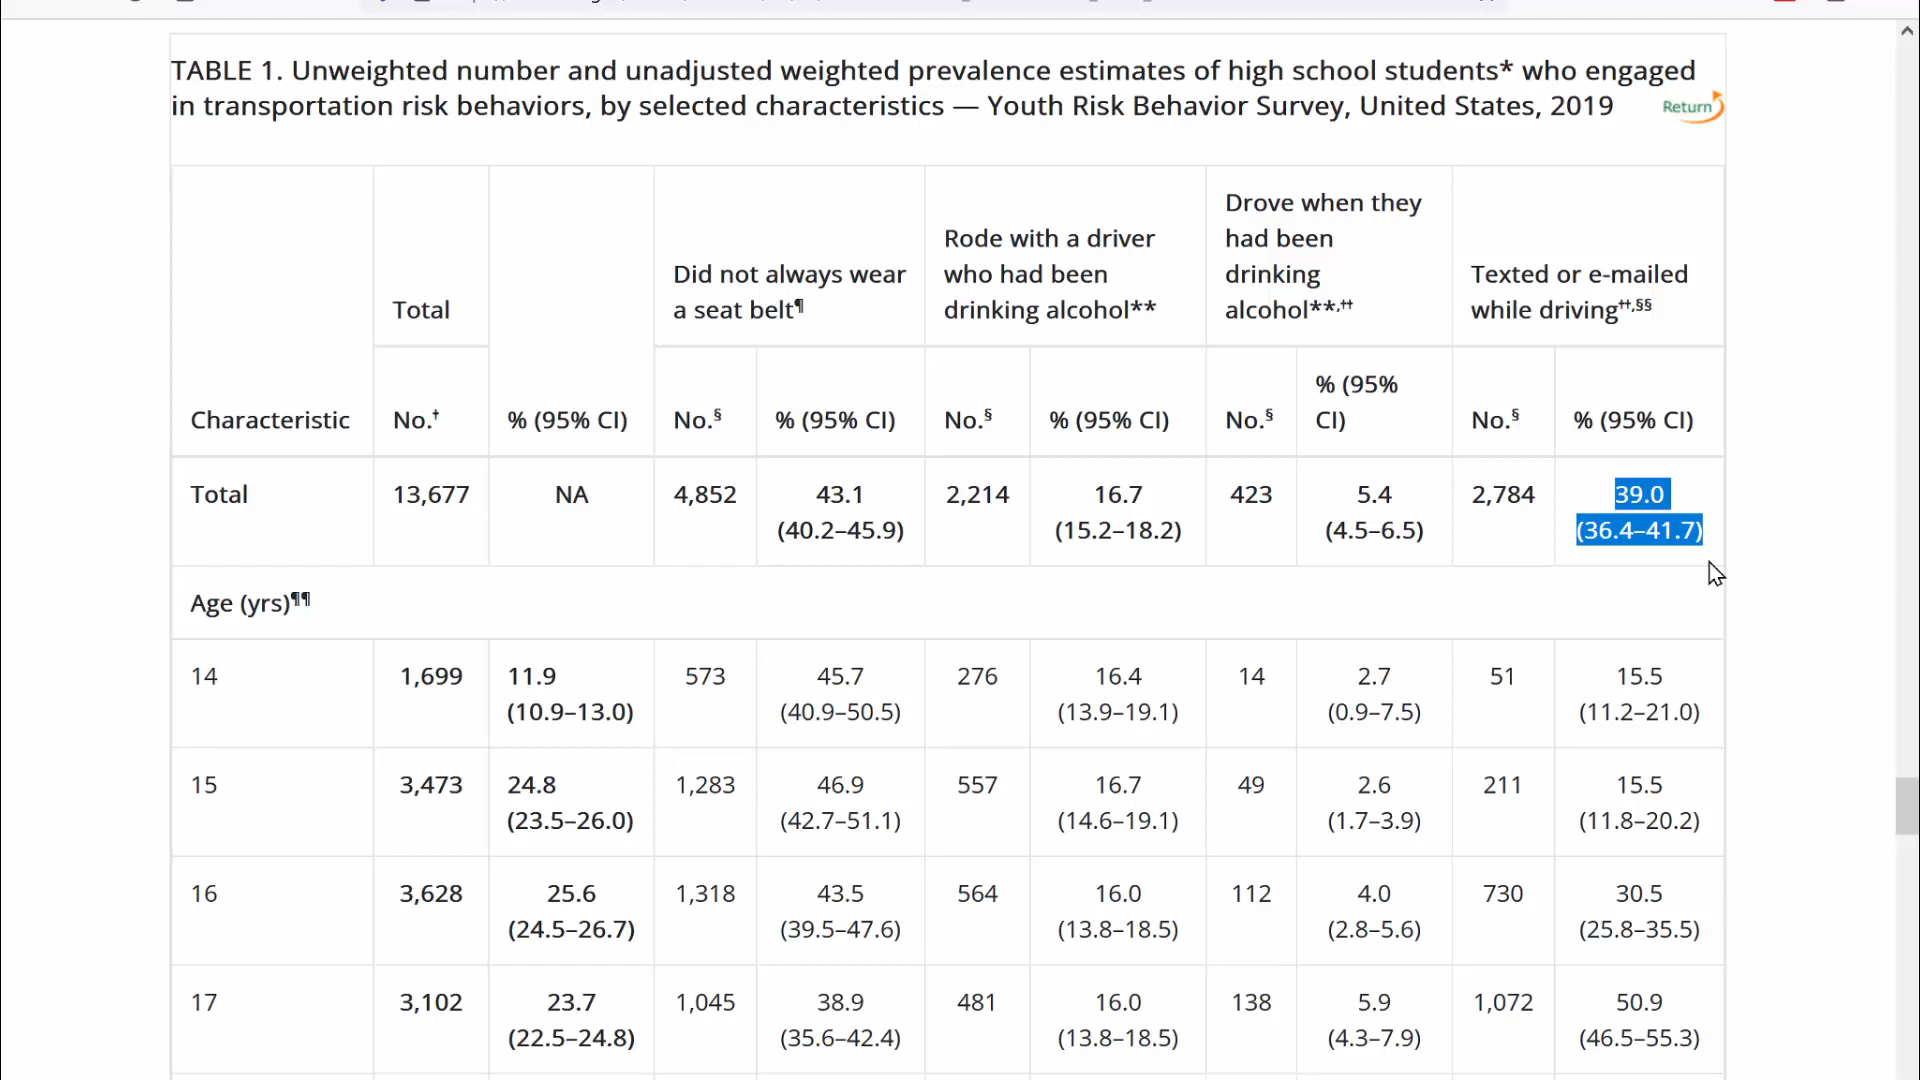 TABLE 1. Unweighted number and unadjusted weighted prevalence estimates of high school students* who engaged
in transportation risk behaviors, by selected characteristics — Youth Risk Behavior Survey, United States, 2019
Return
Characteristic
Total
No.†
% (95% CI)
Did not always wear
a seat belt¶
No.§
% (95% CI)
Rode with a driver
who had been
drinking alcohol**
No.§
% (95% CI)
Drove when they
had been
drinking
alcohol**,††
No.§
% (95%
CI)
Texted or e-mailed
while driving††,§§
No.§
% (95% CI)
Total 13,677 NA 4,852 43.1 2,214 16.7 423 5.4 2,784 39.0
(40.2–45.9) (15.2–18.2) (4.5–6.5) (36.4–41.7)
Age (yrs)¶¶
14 1,699 11.9 573 45.7 276 16.4 14 2.7 51 15.5
(10.9–13.0) (40.9–50.5) (13.9–19.1) (0.9–7.5) (11.2–21.0)
15 3,473 24.8 1,283 46.9 557 16.7 49 2.6 211 15.5
(23.5–26.0) (42.7–51.1) (14.6–19.1) (1.7–3.9) (11.8–20.2)
16 3,628 25.6 1,318 43.5 564 16.0 112 4.0 730 30.5
(24.5–26.7) (39.5–47.6) (13.8–18.5) (2.8–5.6) (25.8–35.5)
17 3,102 23.7 1,045 38.9 481 16.0 138 5.9 1,072 50.9
(22.5–24.8) (35.6–42.4) (13.8–18.5) (4.3–7.9) (46.5–55.3)